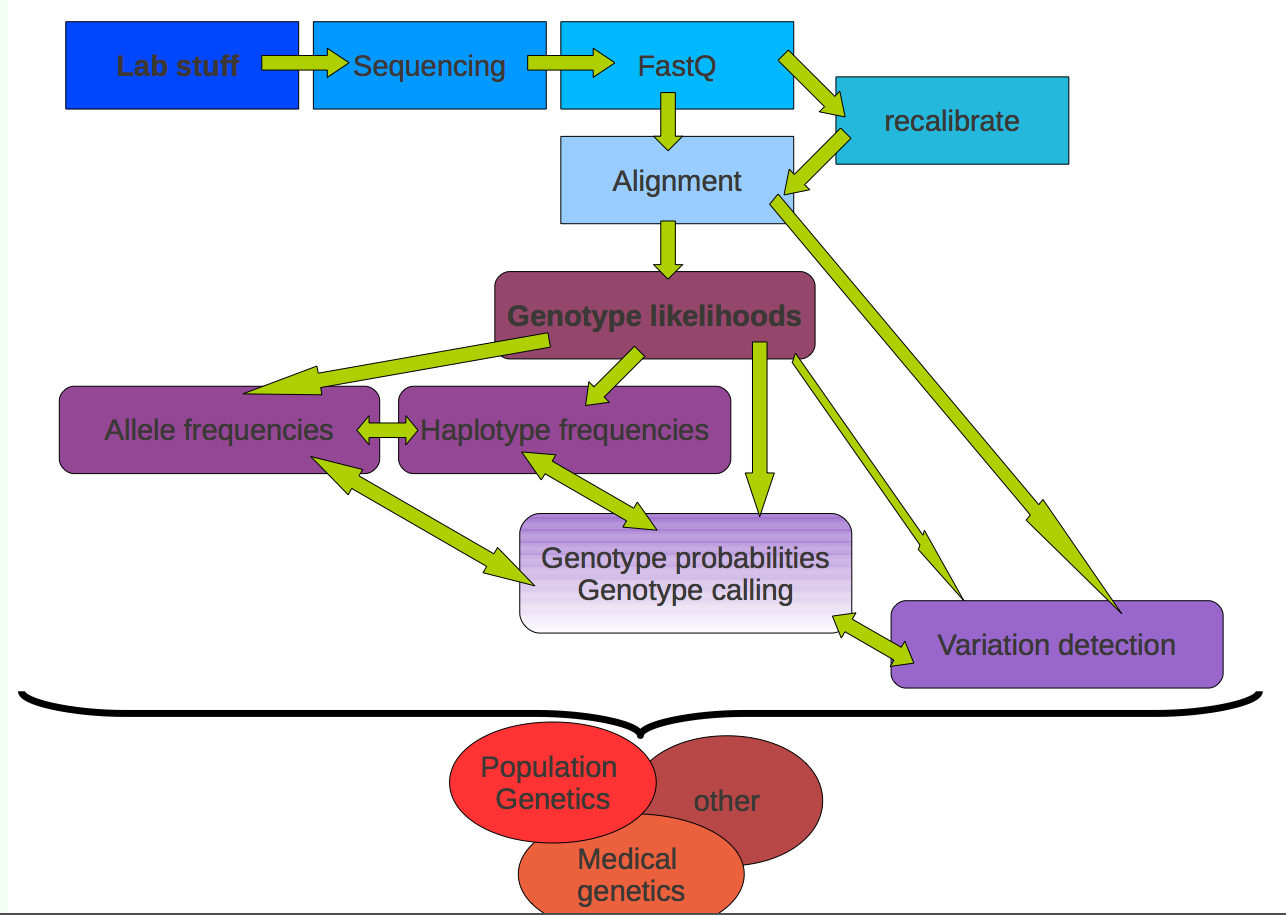 Lab stuff
Sequencing
FastQ
recalibrate
Alignment
Genotype likelihoods
Allele frequencies
Haplotype frequencies
Genotype probabilities
Genotype calling
Variation detection
Population
Genetics
other
Medical
genetics